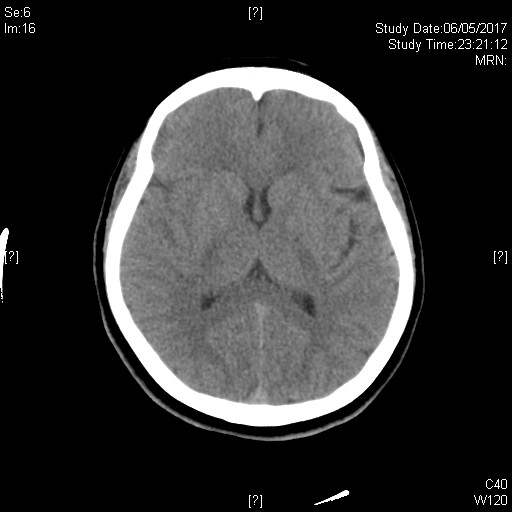 Se:6
Im:16
[?]
Study Date:06/05/2017
Study Time:23:21:12
MRN:
[?]
[?]
[?]
C40
W120